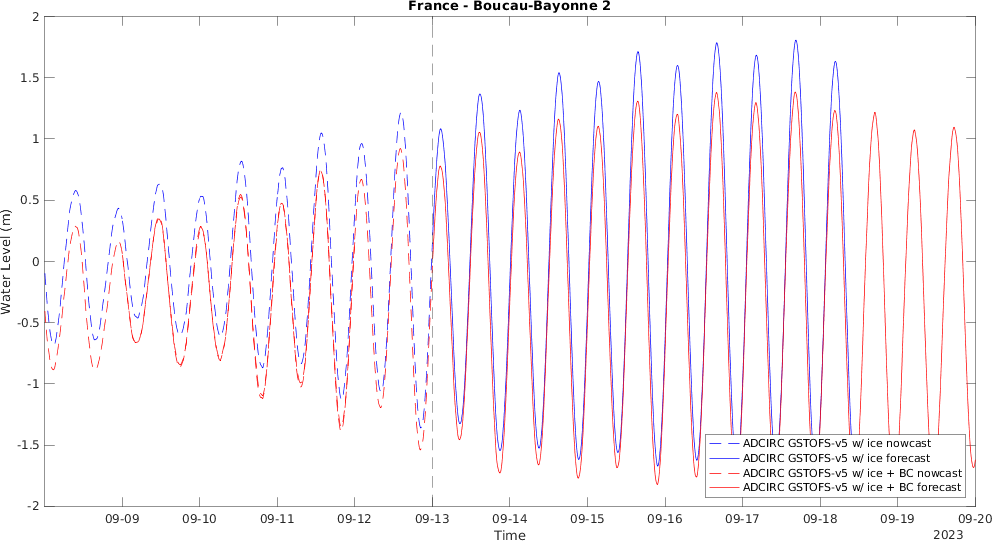 France - Boucau-Bayonne 2
Water Level (m)
2
1.5
1
0.5
0
-0.5
-1
-1.5
-2
09-09 09-10 09-11 09-12 09-13 09-14 09-15 09-16 09-17 09-18 09-19 09-20
Time
2023
ADCIRC GSTOFS-v5 w/ ice nowcast
ADCIRC GSTOFS-v5 w/ ice forecast
ADCIRC GSTOFS-v5 w/ ice + BC nowcast
ADCIRC GSTOFS-v5 w/ ice + BC forecast